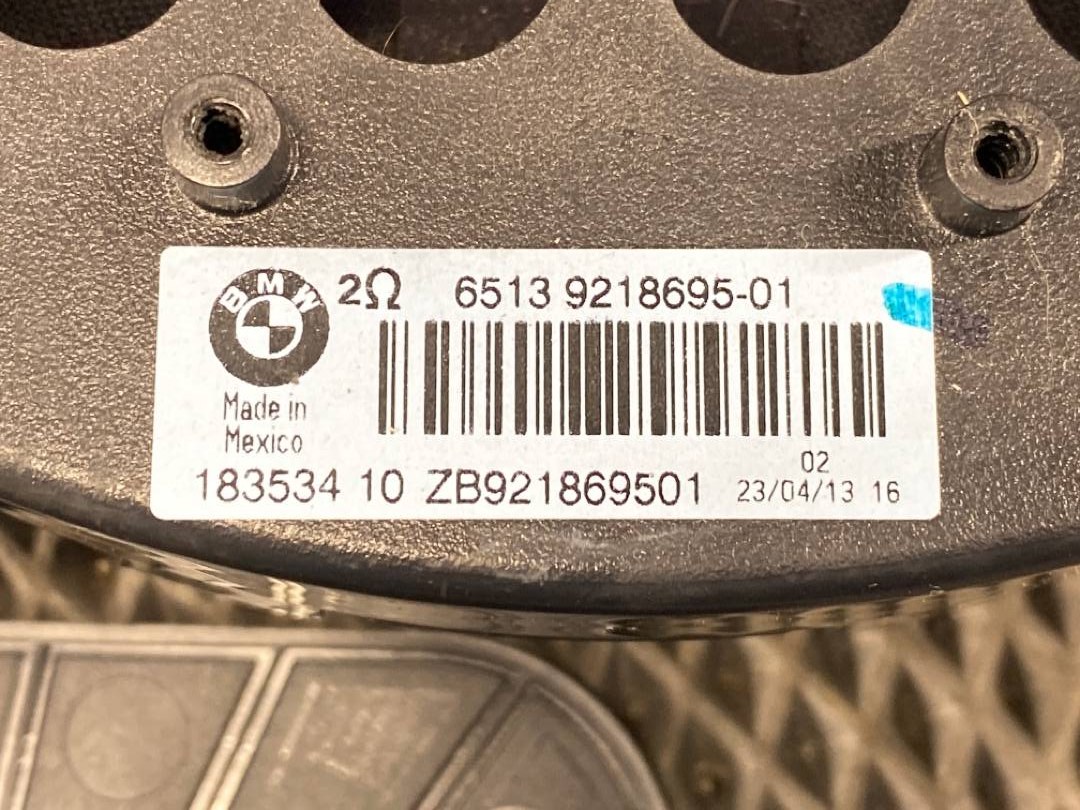 BMW
2Ω 6513 9218695-01
Made in
Mexico
02
183534 10 ZB921869501 23/04/13 16